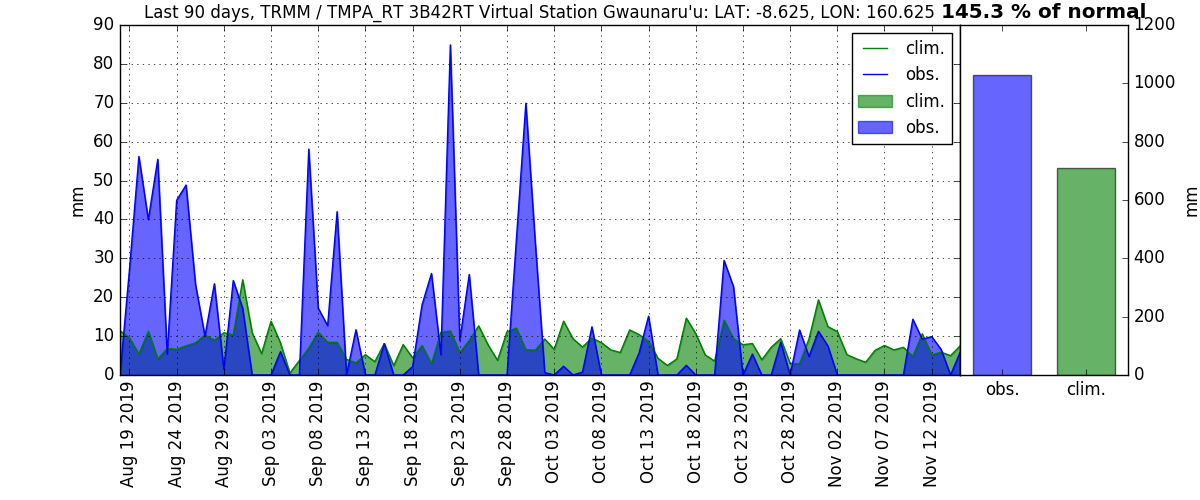 Last 90 days, TRMM / TMPA_RT 3B42RT Virtual Station Gwaunaru'u: LAT: -8.625, LON: 160.625 145.3 % of normal
90
80
70
60
50
40
30
20
10
0
mm
clim.
obs.
clim.
obs.
Aug 19 2019
Aug 24 2019
Aug 29 2019
Sep 03 2019
Sep 08 2019
Sep 13 2019
Sep 18 2019
Sep 23 2019
Sep 28 2019
Oct 03 2019
Oct 08 2019
Oct 13 2019
Oct 18 2019
Oct 23 2019
Oct 28 2019
Nov 02 2019
Nov 07 2019
Nov 12 2019
obs.
clim.
1200
1000
800
600
400
200
0
mm